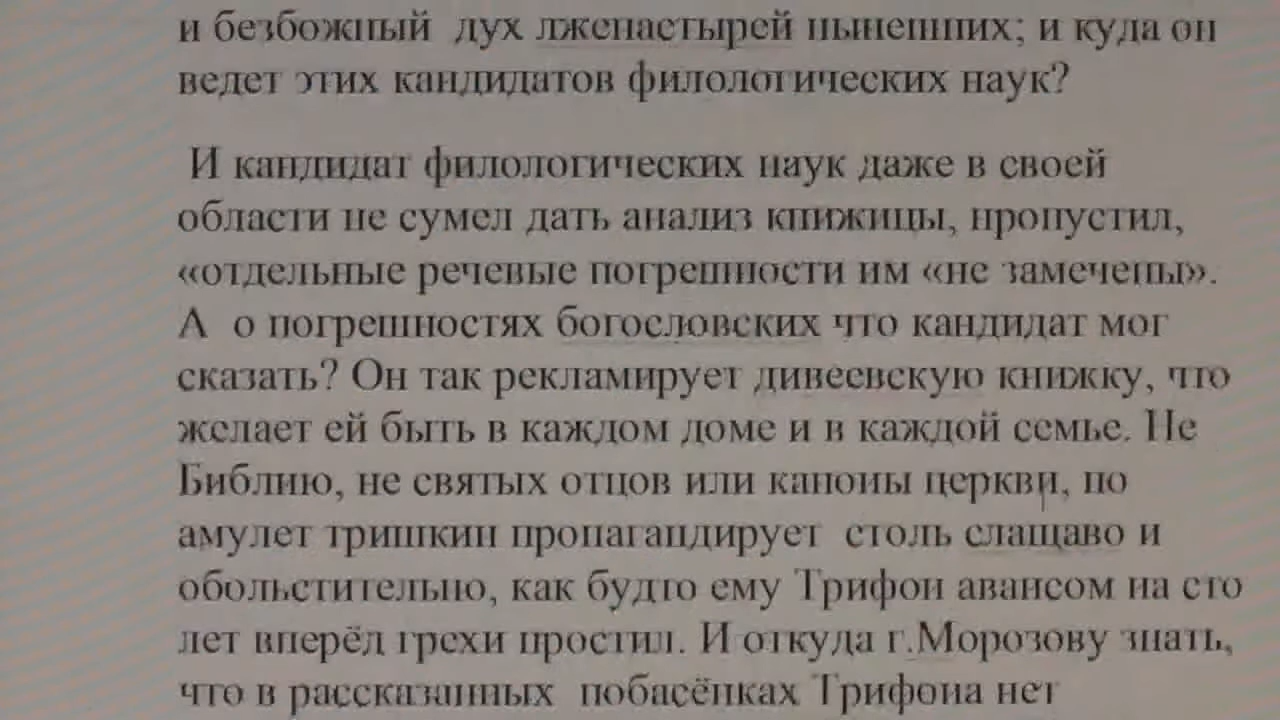 и безбожный дух лжепастырей нынешних; и куда он
ведет этих кандидатов филологических наук?
И кандидат филологических наук даже в своей
области не сумел дать анализ книжицы, пропустил,
«отдельные речевые погрешности им «не замечены».
А о погрешностях богословских что кандидат мог
сказать? Он так рекламирует дивеевскую книжку, что
желает ей быть в каждом доме и в каждой семье. Не
Библию, не святых отцов или каноны церкви, но
амулет тришкин пропагандирует столь слащаво и
обольстительно, как будто ему Трифон авансом на сто
лет вперёд грехи простил. И откуда г.Морозову знать,
что в рассказанных побасёнках Трифона нет